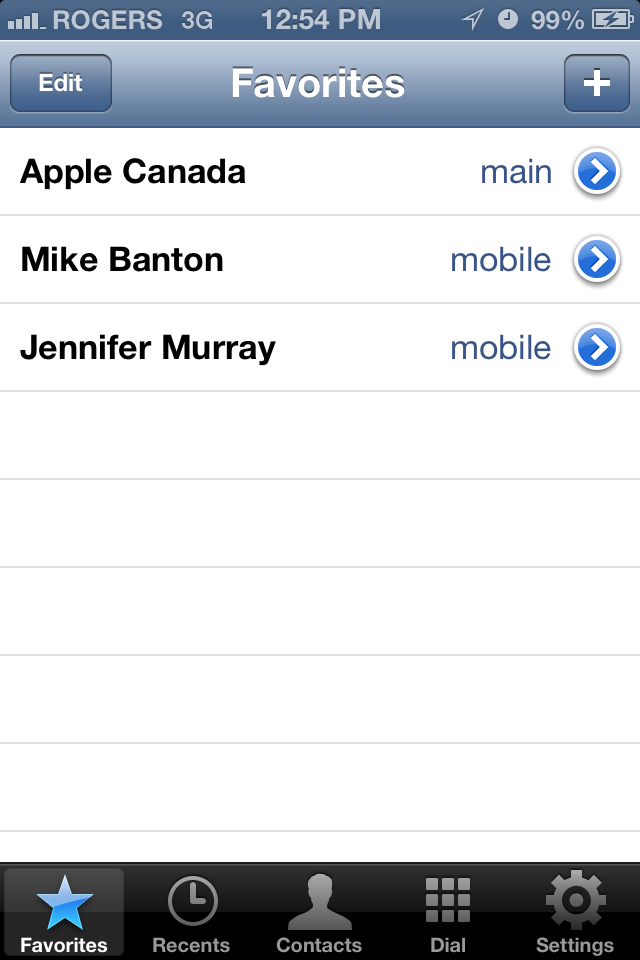 ROGERS 3G 12:54 PM 99%
Edit Favorites +
Apple Canada main
Mike Banton mobile
Jennifer Murray mobile
Favorites Recents Contacts Dial Settings